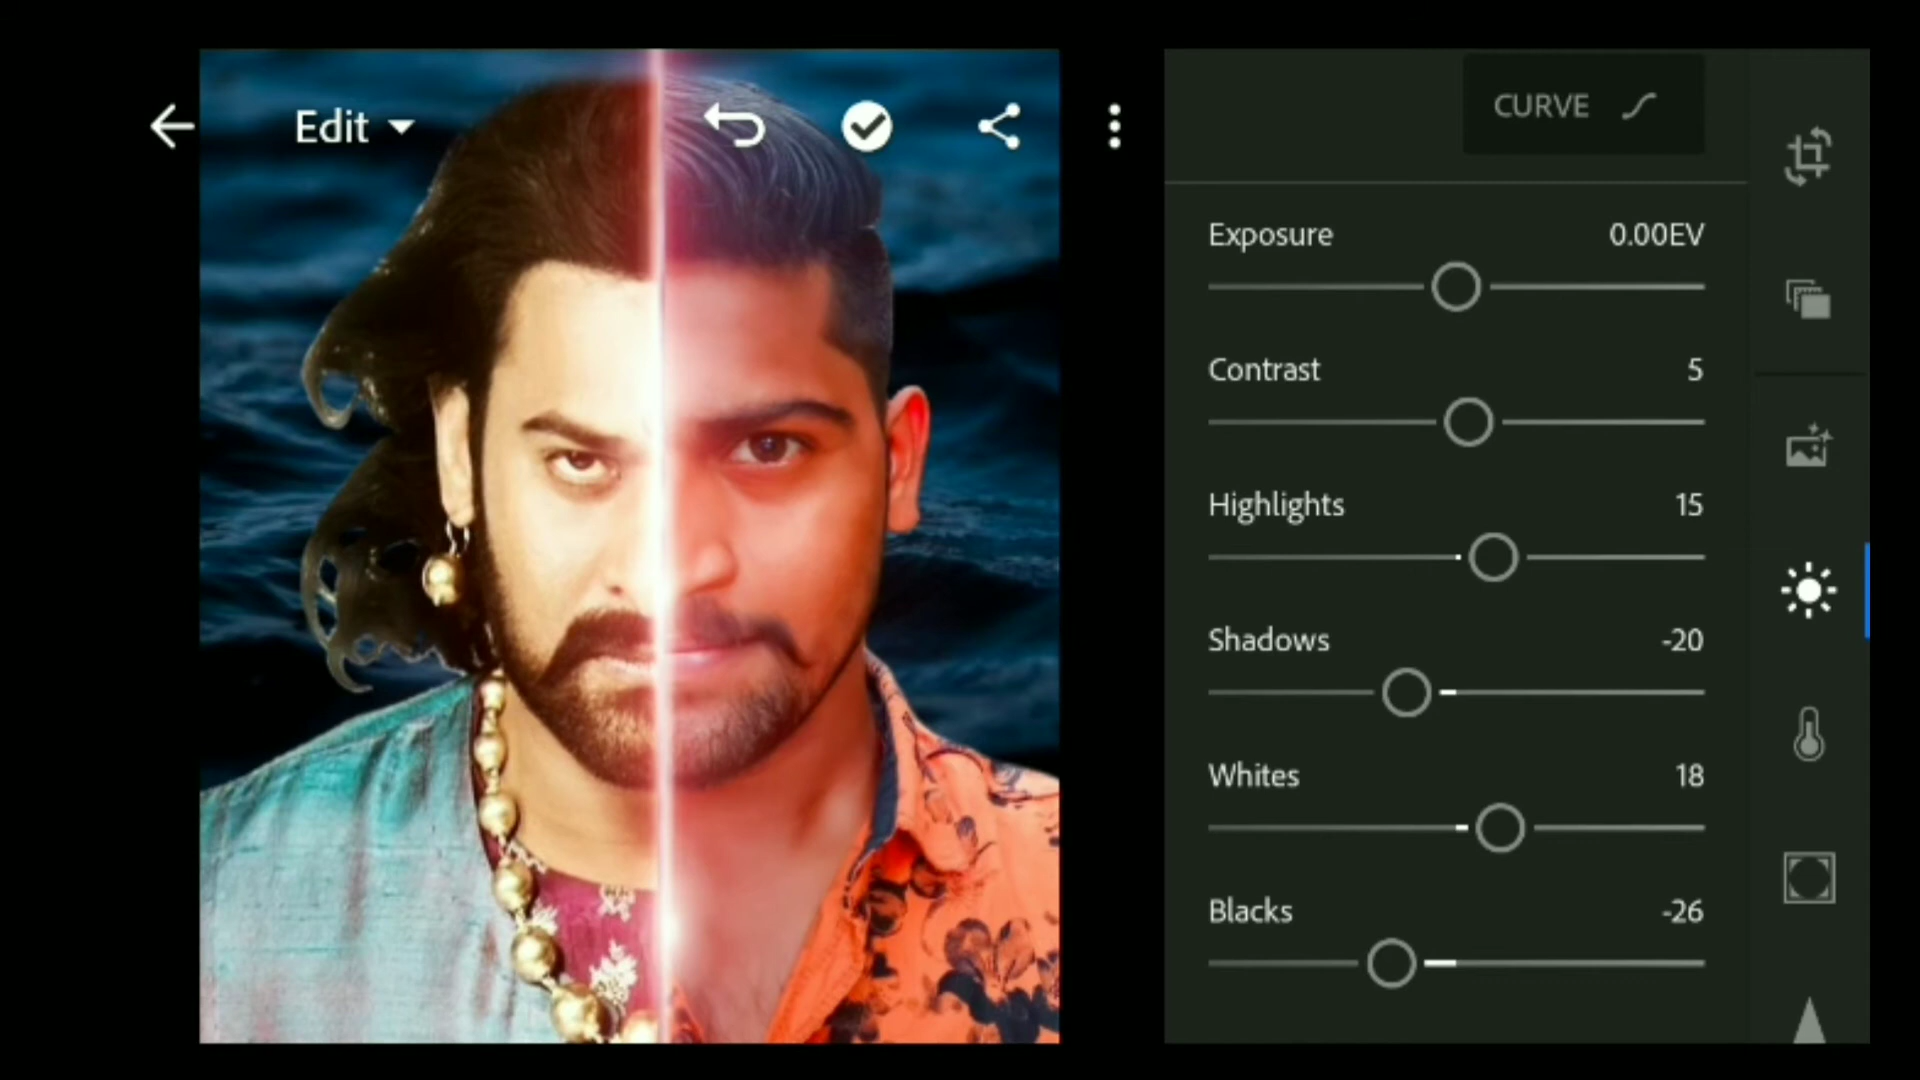 Edit
CURVE
Exposure 0.00EV
Contrast 5
Highlights 15
Shadows -20
Whites 18
Blacks -26